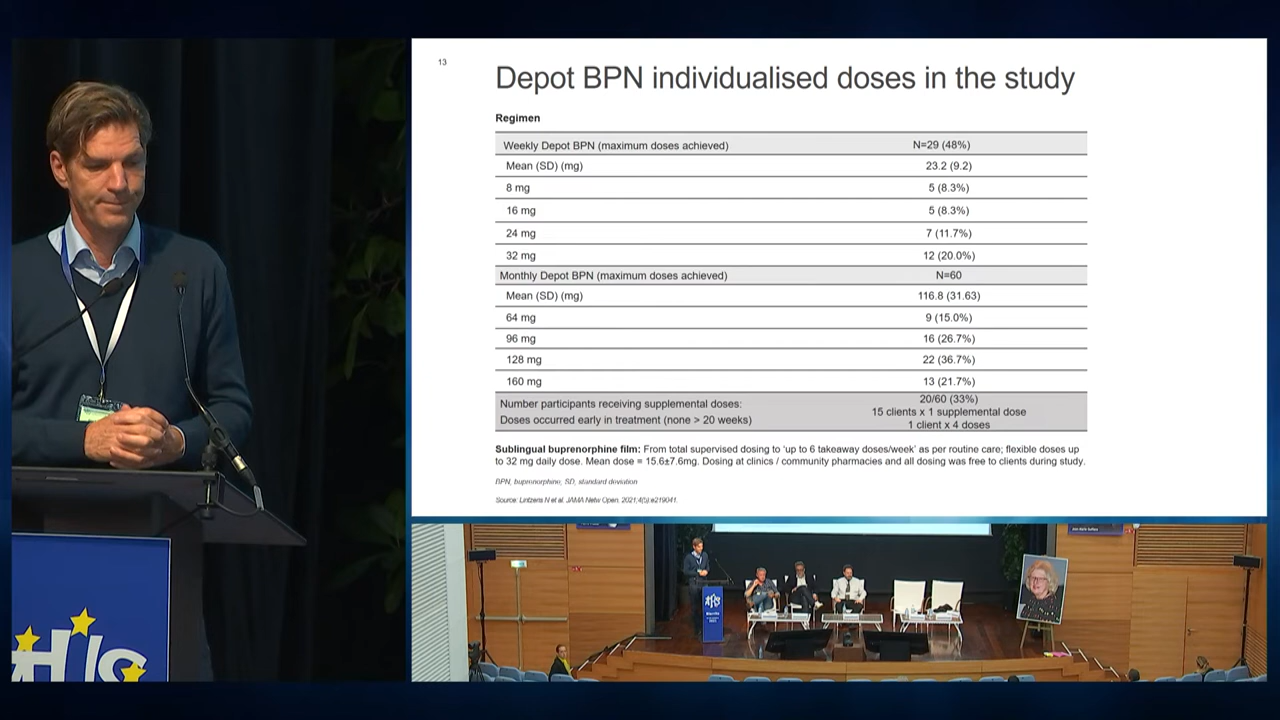 13
Depot BPN individualised doses in the study
Regimen
Weekly Depot BPN (maximum doses achieved) N=29 (48%)
Mean (SD) (mg) 23.2 (9.2)
8 mg 5 (8.3%)
16 mg 5 (8.3%)
24 mg 7 (11.7%)
32 mg 12 (20.0%)
Monthly Depot BPN (maximum doses achieved) N=60
Mean (SD) (mg) 116.8 (31.63)
64 mg 9 (15.0%)
96 mg 16 (26.7%)
128 mg 22 (36.7%)
160 mg 13 (21.7%)
Number participants receiving supplemental doses: 20/60 (33%)
15 clients x 1 supplemental dose
Doses occurred early in treatment (none > 20 weeks)
1 client x 4 doses
Sublingual buprenorphine film: From total supervised dosing to ‘up to 6 takeaway doses/week’ as per routine care; flexible doses up
to 32 mg daily dose. Mean dose = 15.6±7.6mg. Dosing at clinics / community pharmacies and all dosing was free to clients during study.
BPN, buprenorphine; SD, standard deviation
Source: Lintzeris N et al. JAMA Netw Open. 2021;4(5):e219041.